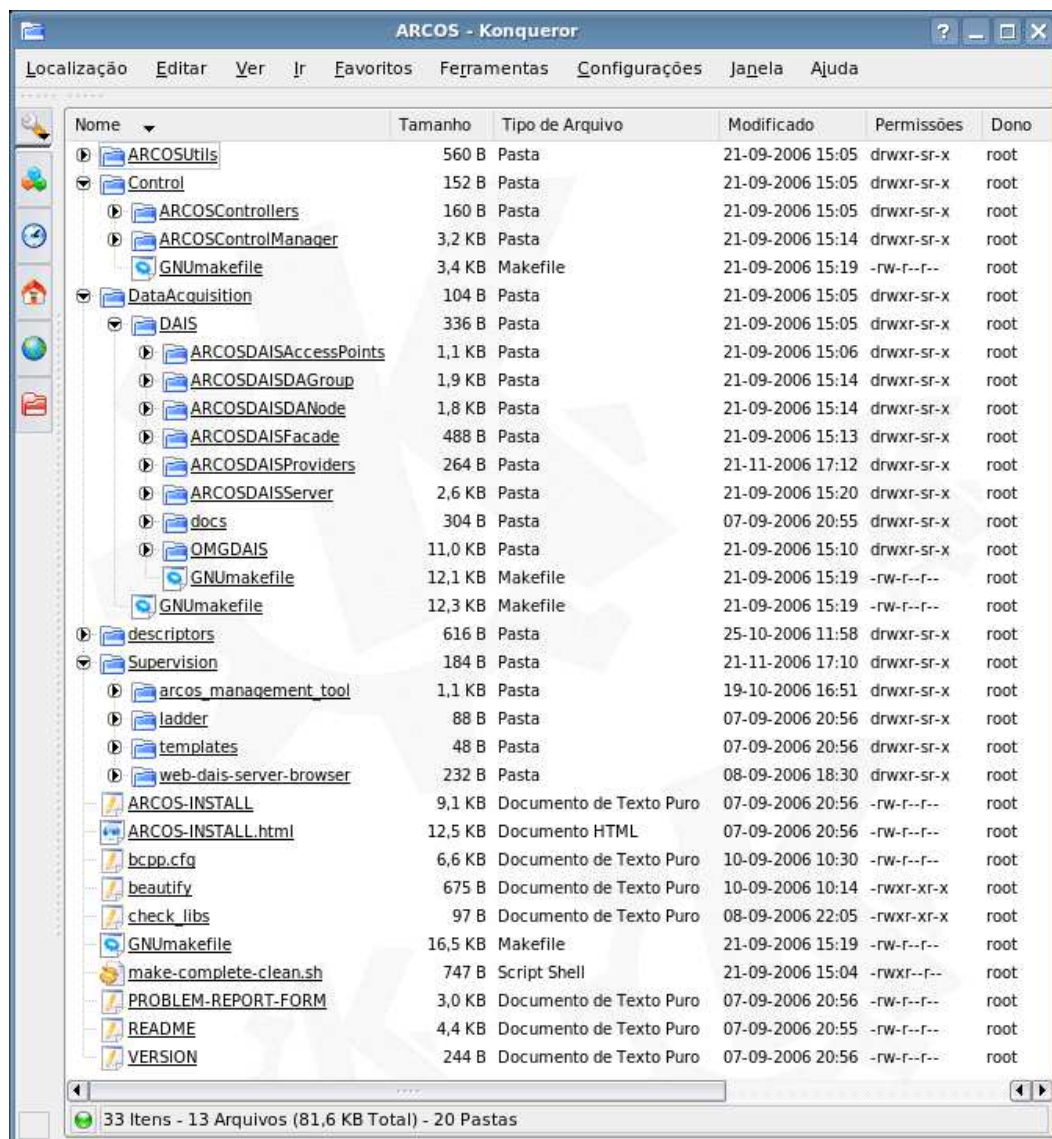 ARCOS - Konqueror
Localização Editar Ver Ir Favoritos Ferramentas Configurações Janela Ajuda
Nome Tamanho Tipo de Arquivo Modificado Permissões Dono
ARCOSUtils 560 B Pasta 21-09-2006 15:05 drwxr-sr-x root
Control 152 B Pasta 21-09-2006 15:05 drwxr-sr-x root
ARCOSControllers 160 B Pasta 21-09-2006 15:05 drwxr-sr-x root
ARCOSControlManager 3,2 KB Pasta 21-09-2006 15:14 drwxr-sr-x root
GNUmakefile 3,4 KB Makefile 21-09-2006 15:19 -rw-r--r-- root
DataAcquisition 104 B Pasta 21-09-2006 15:05 drwxr-sr-x root
DAIS 336 B Pasta 21-09-2006 15:05 drwxr-sr-x root
ARCOSDAISAccessPoints 1,1 KB Pasta 21-09-2006 15:06 drwxr-sr-x root
ARCOSDAISDAGroup 1,9 KB Pasta 21-09-2006 15:14 drwxr-sr-x root
ARCOSDAISDANode 1,8 KB Pasta 21-09-2006 15:14 drwxr-sr-x root
ARCOSDAISFacade 488 B Pasta 21-09-2006 15:13 drwxr-sr-x root
ARCOSDAISProviders 264 B Pasta 21-11-2006 17:12 drwxr-sr-x root
ARCOSDAISServer 2,6 KB Pasta 21-09-2006 15:20 drwxr-sr-x root
docs 304 B Pasta 07-09-2006 20:55 drwxr-sr-x root
OMGDAIS 11,0 KB Pasta 21-09-2006 15:10 drwxr-sr-x root
GNUmakefile 12,1 KB Makefile 21-09-2006 15:19 -rw-r--r-- root
GNUmakefile 12,3 KB Makefile 21-09-2006 15:19 -rw-r--r-- root
descriptors 616 B Pasta 25-10-2006 11:58 drwxr-sr-x root
Supervision 184 B Pasta 21-11-2006 17:10 drwxr-sr-x root
arcos_management_tool 1,1 KB Pasta 19-10-2006 16:51 drwxr-sr-x root
ladder 88 B Pasta 07-09-2006 20:56 drwxr-sr-x root
templates 48 B Pasta 07-09-2006 20:56 drwxr-sr-x root
web-dais-server-browser 232 B Pasta 08-09-2006 18:30 drwxr-sr-x root
ARCOS-INSTALL 9,1 KB Documento de Texto Puro 07-09-2006 20:56 -rw-r--r-- root
ARCOS-INSTALL.html 12,5 KB Documento HTML 07-09-2006 20:56 -rw-r--r-- root
bcpp.cfg 6,6 KB Documento de Texto Puro 10-09-2006 10:30 -rw-r--r-- root
beautify 675 B Documento de Texto Puro 10-09-2006 10:14 -rwxr-xr-x root
check_libs 97 B Documento de Texto Puro 08-09-2006 22:05 -rwxr-xr-x root
GNUmakefile 16,5 KB Makefile 21-09-2006 15:19 -rw-r--r-- root
make-complete-clean.sh 747 B Script Shell 21-09-2006 15:04 -rwxr--r-- root
PROBLEM-REPORT-FORM 3,0 KB Documento de Texto Puro 07-09-2006 20:56 -rw-r--r-- root
README 4,4 KB Documento de Texto Puro 07-09-2006 20:55 -rw-r--r-- root
VERSION 244 B Documento de Texto Puro 07-09-2006 20:56 -rw-r--r-- root
33 Itens - 13 Arquivos (81,6 KB Total) - 20 Pastas